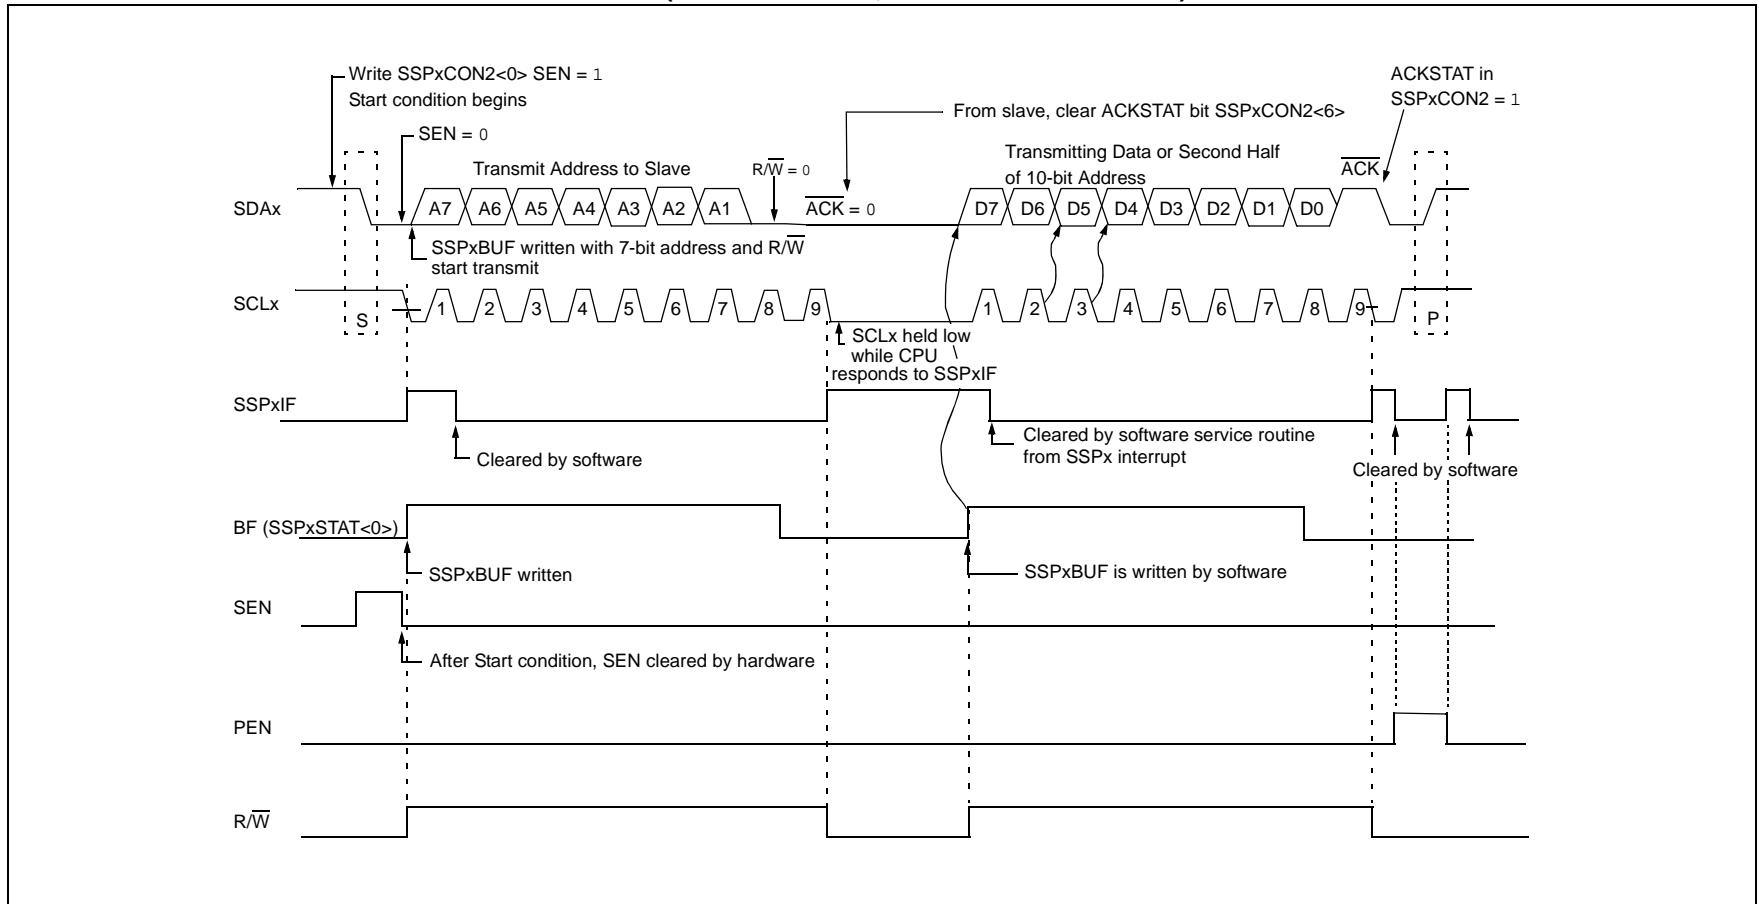 Write SSPxCON2<0> SEN = 1
Start condition begins
ACKSTAT in
SSPxCON2 = 1
From slave, clear ACKSTAT bit SSPxCON2<6>
SEN = 0
Transmit Address to Slave
R/W = 0
Transmitting Data or Second Half
of 10-bit Address
ACK
SDAx
A7 A6 A5 A4 A3 A2 A1
ACK = 0
D7 D6 D5 D4 D3 D2 D1 D0
SSPxBUF written with 7-bit address and R/W
start transmit
SCLx
S
1 2 3 4 5 6 7 8 9
1 2 3 4 5 6 7 8 9
P
SCLx held low
while CPU
responds to SSPxIF
SSPxIF
Cleared by software
Cleared by software service routine
from SSPx interrupt
Cleared by software
BF (SSPxSTAT<0>)
SSPxBUF written
SSPxBUF is written by software
SEN
After Start condition, SEN cleared by hardware
PEN
R/W